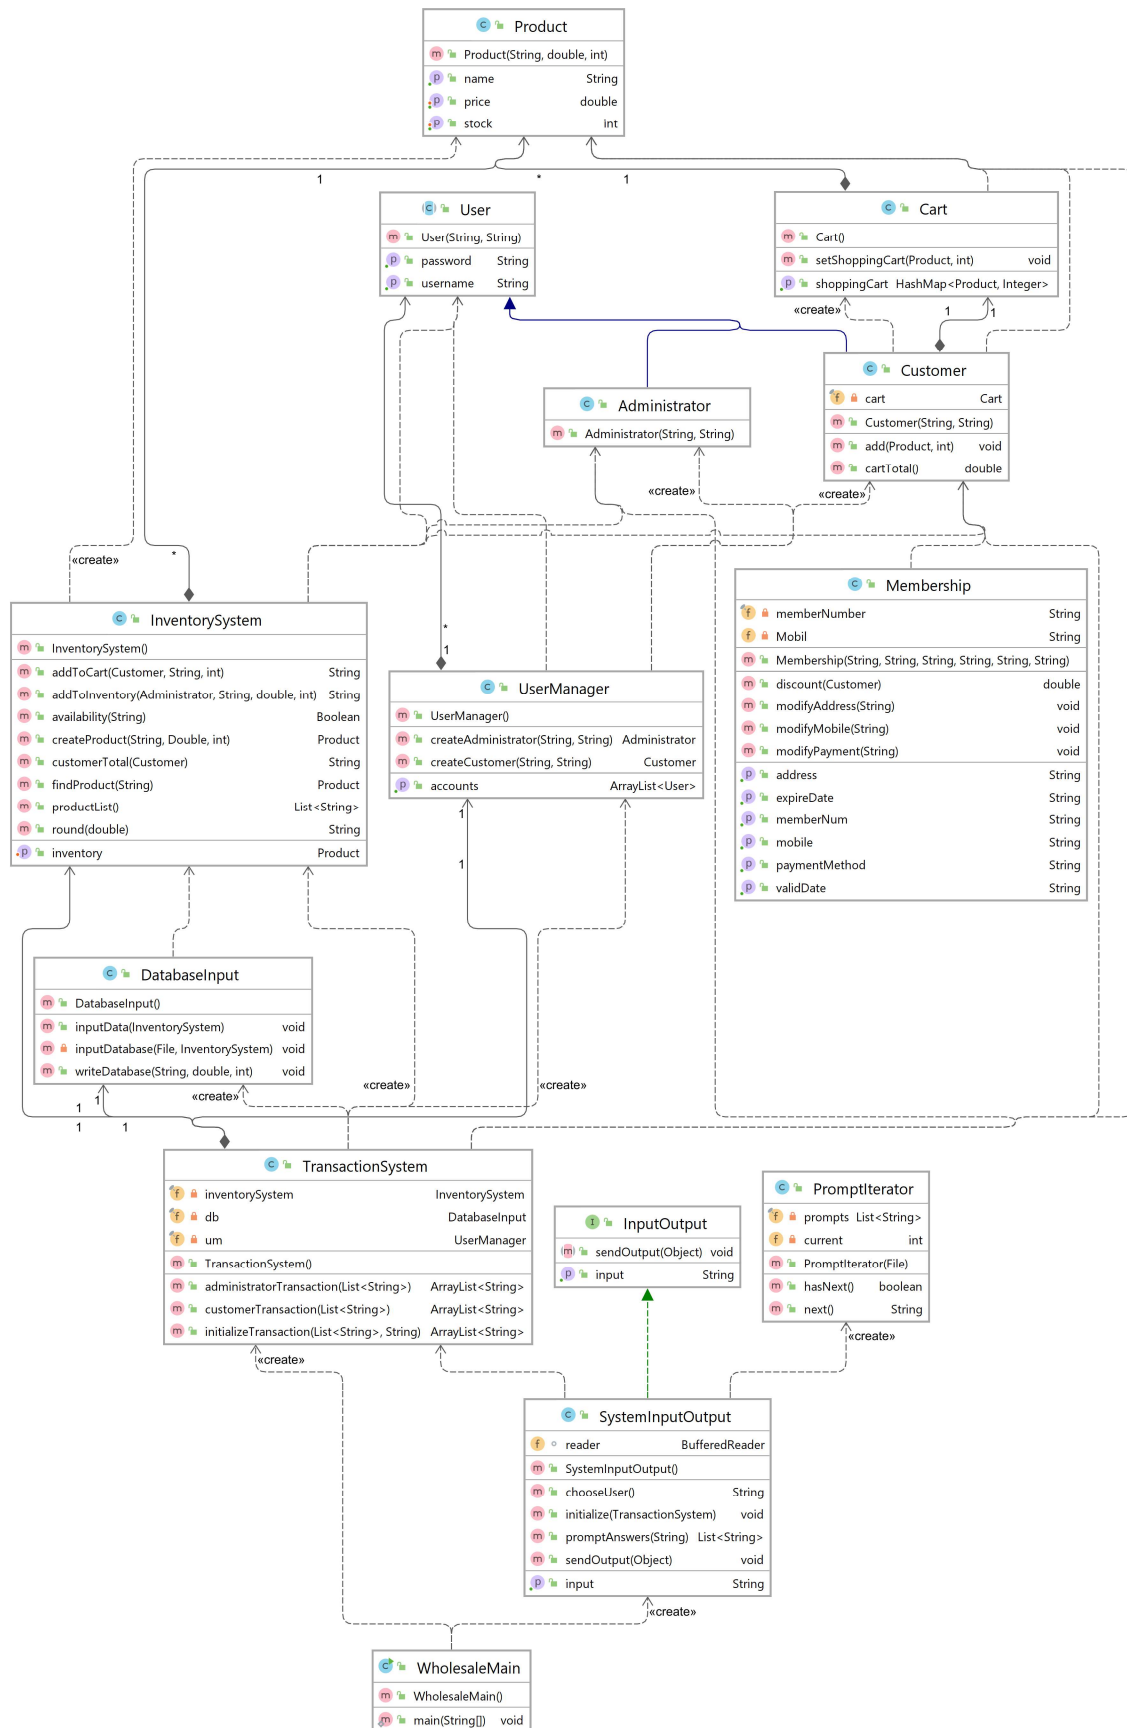 Product
Product(String, double, int)
name String
price double
stock int
1 * 1
User
User(String, String)
password String
username String
Cart
Cart()
setShoppingCart(Product, int) void
shoppingCart HashMap<Product, Integer>
«create» 1 1
Customer
cart Cart
Customer(String, String)
add(Product, int) void
cartTotal() double
Administrator
Administrator(String, String)
«create» «create»
«create» *
InventorySystem
InventorySystem()
addToCart(Customer, String, int) String
addToInventory(Administrator, String, double, int) String
availability(String) Boolean
createProduct(String, Double, int) Product
customerTotal(Customer) String
findProduct(String) Product
productList() List<String>
round(double) String
inventory Product
*
1
UserManager
UserManager()
createAdministrator(String, String) Administrator
createCustomer(String, String) Customer
accounts ArrayList<User>
1
1
Membership
memberNumber String
Mobil String
Membership(String, String, String, String, String, String)
discount(Customer) double
modifyAddress(String) void
modifyMobile(String) void
modifyPayment(String) void
address String
expireDate String
memberNum String
mobile String
paymentMethod String
validDate String
DatabaseInput
DatabaseInput()
inputData(InventorySystem) void
inputDatabase(File, InventorySystem) void
writeDatabase(String, double, int) void
«create» «create» «create»
1 1
1 1
TransactionSystem
inventorySystem InventorySystem
db DatabaseInput
um UserManager
TransactionSystem()
administratorTransaction(List<String>) ArrayList<String>
customerTransaction(List<String>) ArrayList<String>
initializeTransaction(List<String>, String) ArrayList<String>
«create»
InputOutput
sendOutput(Object) void
input String
PromptIterator
prompts List<String>
current int
PromptIterator(File)
hasNext() boolean
next() String
«create»
SystemInputOutput
reader BufferedReader
SystemInputOutput()
chooseUser() String
initialize(TransactionSystem) void
promptAnswers(String) List<String>
sendOutput(Object) void
input String
«create»
WholesaleMain
WholesaleMain()
main(String[]) void